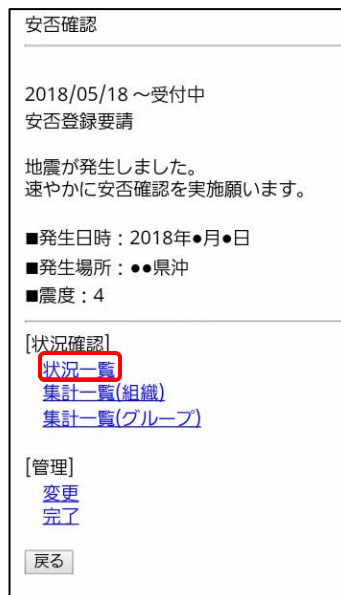 安否確認
2018/05/18 ~受付中
安否登録要請
地震が発生しました。
速やかに安否確認を実施願います。
■発生日時：2018年●月●日
■発生場所：●●県沖
■震度：4
[状況確認]
状況一覧
集計一覧(組織)
集計一覧(グループ)
[管理]
変更
完了
戻る